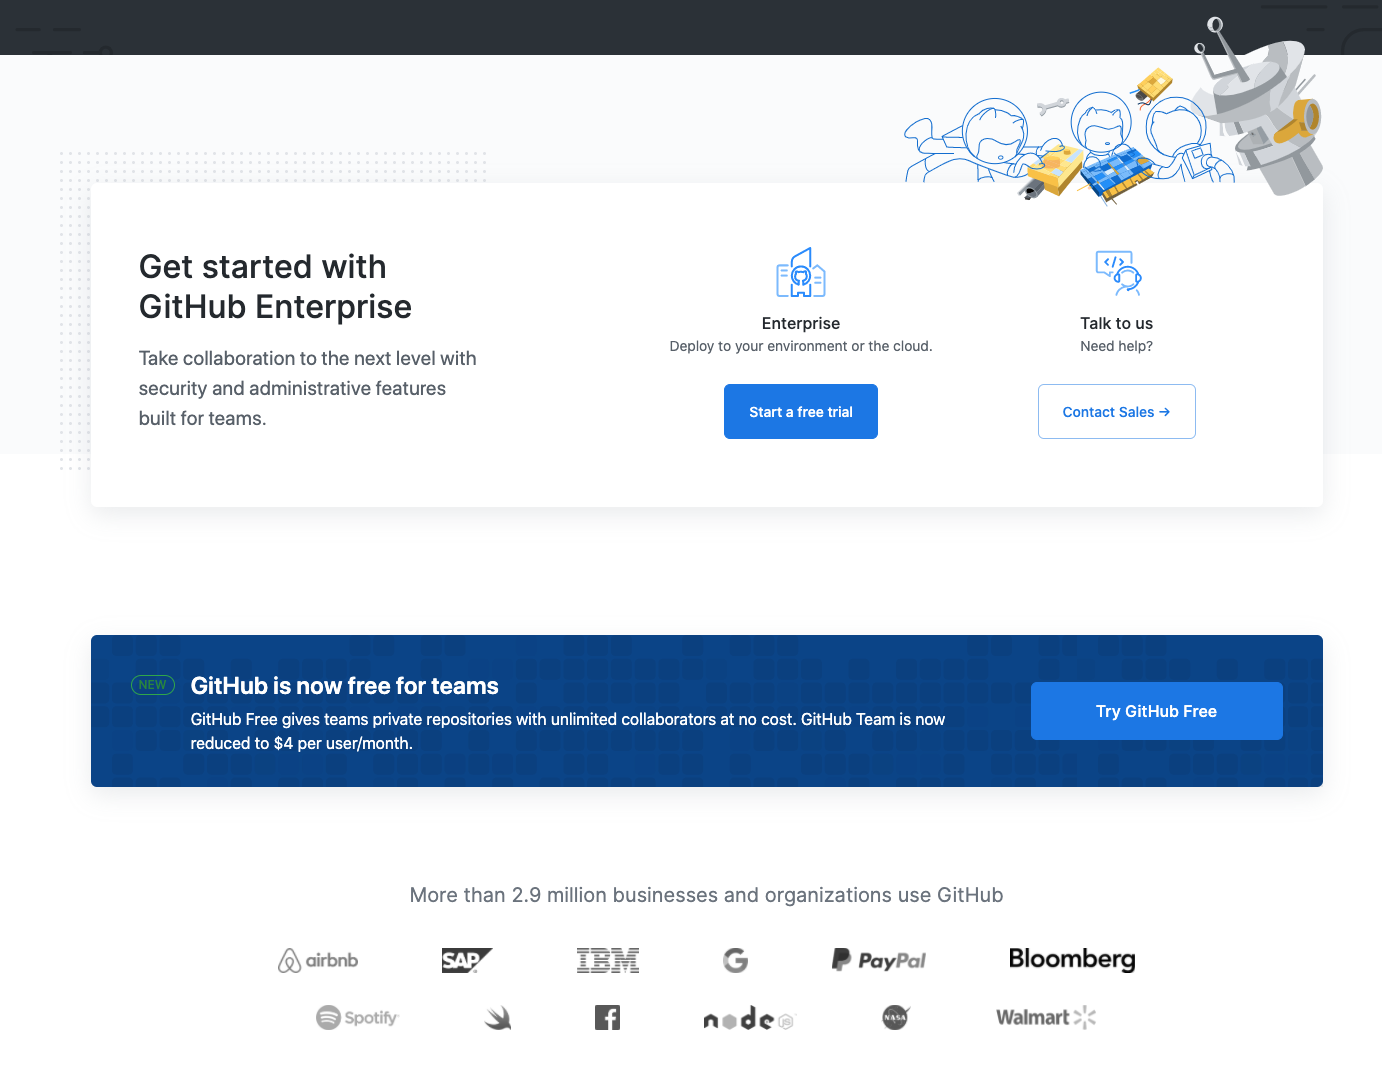 Get started with
GitHub Enterprise
Take collaboration to the next level with
security and administrative features
built for teams.
Enterprise
Deploy to your environment or the cloud.
Start a free trial
Talk to us
Need help?
Contact Sales →
NEW
GitHub is now free for teams
GitHub Free gives teams private repositories with unlimited collaborators at no cost. GitHub Team is now
reduced to $4 per user/month.
Try GitHub Free
More than 2.9 million businesses and organizations use GitHub
airbnb SAP IBM G PayPal Bloomberg
Spotify f node JS NASA Walmart